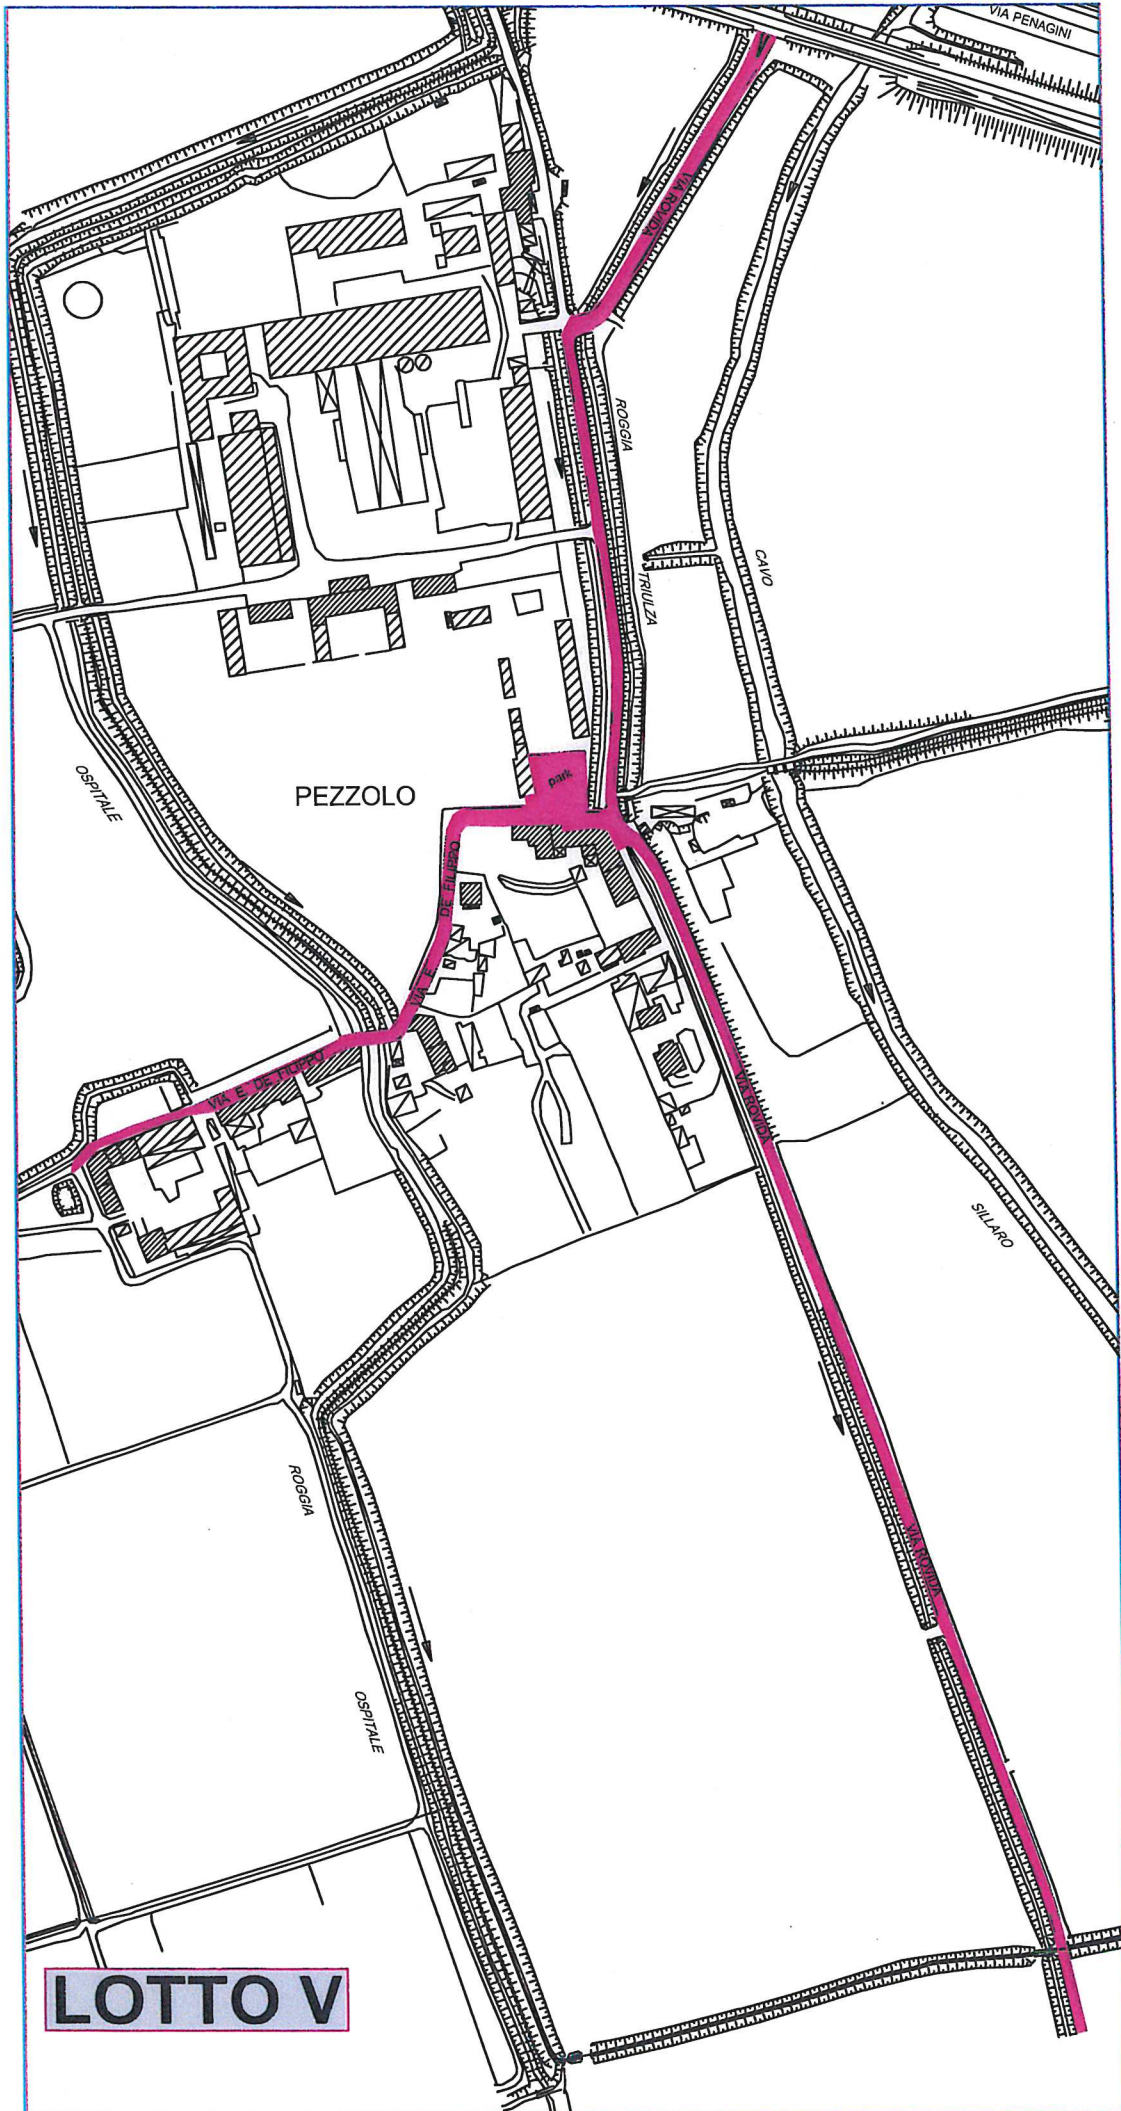 VIA PENAGINI
VIA ROVIDA
ROGGIA
CAVO
TRIULZA
OSPITALE
park
PEZZOLO
DE FILIPPO
VIA E.
VIA E. DE FILIPPO
VIA ROVIDA
SILLARO
ROGGIA
VIA ROVIDA
OSPITALE
LOTTO V